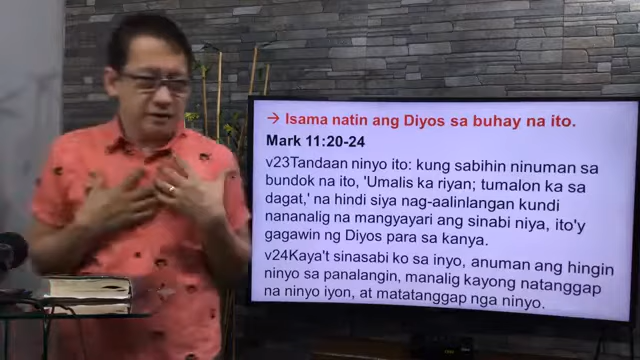 → Isama natin ang Diyos sa buhay na ito.
Mark 11:20-24
v23Tandaan ninyo ito: kung sabihin ninuman sa
bundok na ito, 'Umalis ka riyan; tumalon ka sa
dagat,' na hindi siya nag-aalinlangan kundi
nananalig na mangyayari ang sinabi niya, ito'y
gagawin ng Diyos para sa kanya.
v24Kaya't sinasabi ko sa inyo, anuman ang hingin
ninyo sa panalangin, manalig kayong natanggap
na ninyo iyon, at matatanggap nga ninyo.